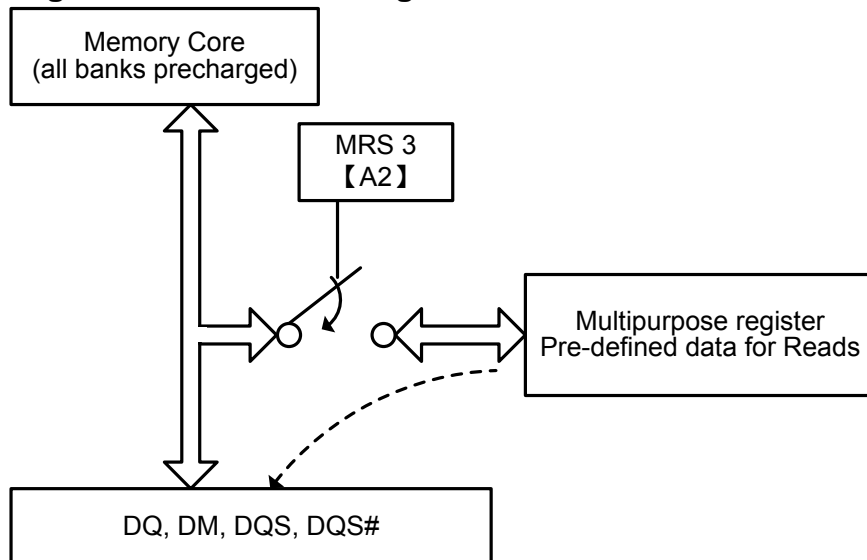 Memory Core
(all banks precharged)
MRS 3
【A2】
Multipurpose register
Pre-defined data for Reads
DQ, DM, DQS, DQS#